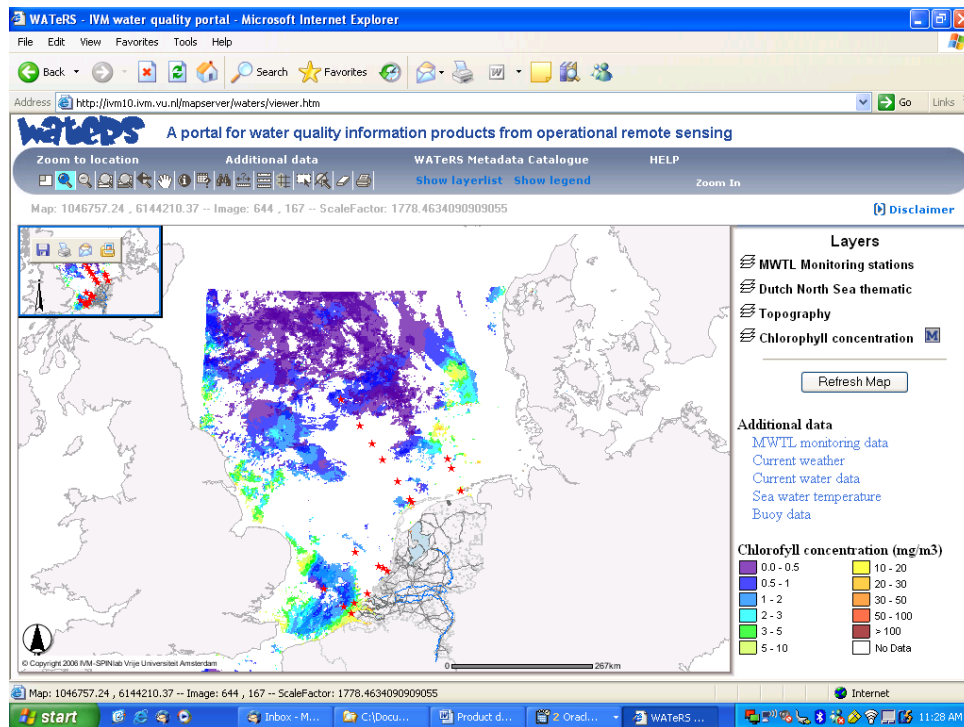 WATeRS - IVM water quality portal - Microsoft Internet Explorer
File Edit View Favorites Tools Help
Back Search Favorites
Address http://ivm10.ivm.vu.nl/mapserver/waters/viewer.htm Go Links
waters A portal for water quality information products from operational remote sensing
Zoom to location Additional data WATeRS Metadata Catalogue HELP
Show layerlist Show legend Zoom In
Map: 1046757.24 , 6144210.37 -- Image: 644 , 167 -- ScaleFactor: 1778.4634090909055 Disclaimer
Layers
MWTL Monitoring stations
Dutch North Sea thematic
Topography
Chlorophyll concentration M
Refresh Map
Additional data
MWTL monitoring data
Current weather
Current water data
Sea water temperature
Buoy data
Chlorofyll concentration (mg/m3)
0.0 - 0.5 10 - 20
0.5 - 1 20 - 30
1 - 2 30 - 50
2 - 3 50 - 100
3 - 5 > 100
5 - 10 No Data
© Copyright 2006 IVM-SPINlab Vrije Universiteit Amsterdam 0 267km
Map: 1046757.24 , 6144210.37 -- Image: 644 , 167 -- ScaleFactor: 1778.4634090909055 Internet
start Inbox - M... C:\Docu... Product d... 2 Oracl... WATeRS ... 11:28 AM